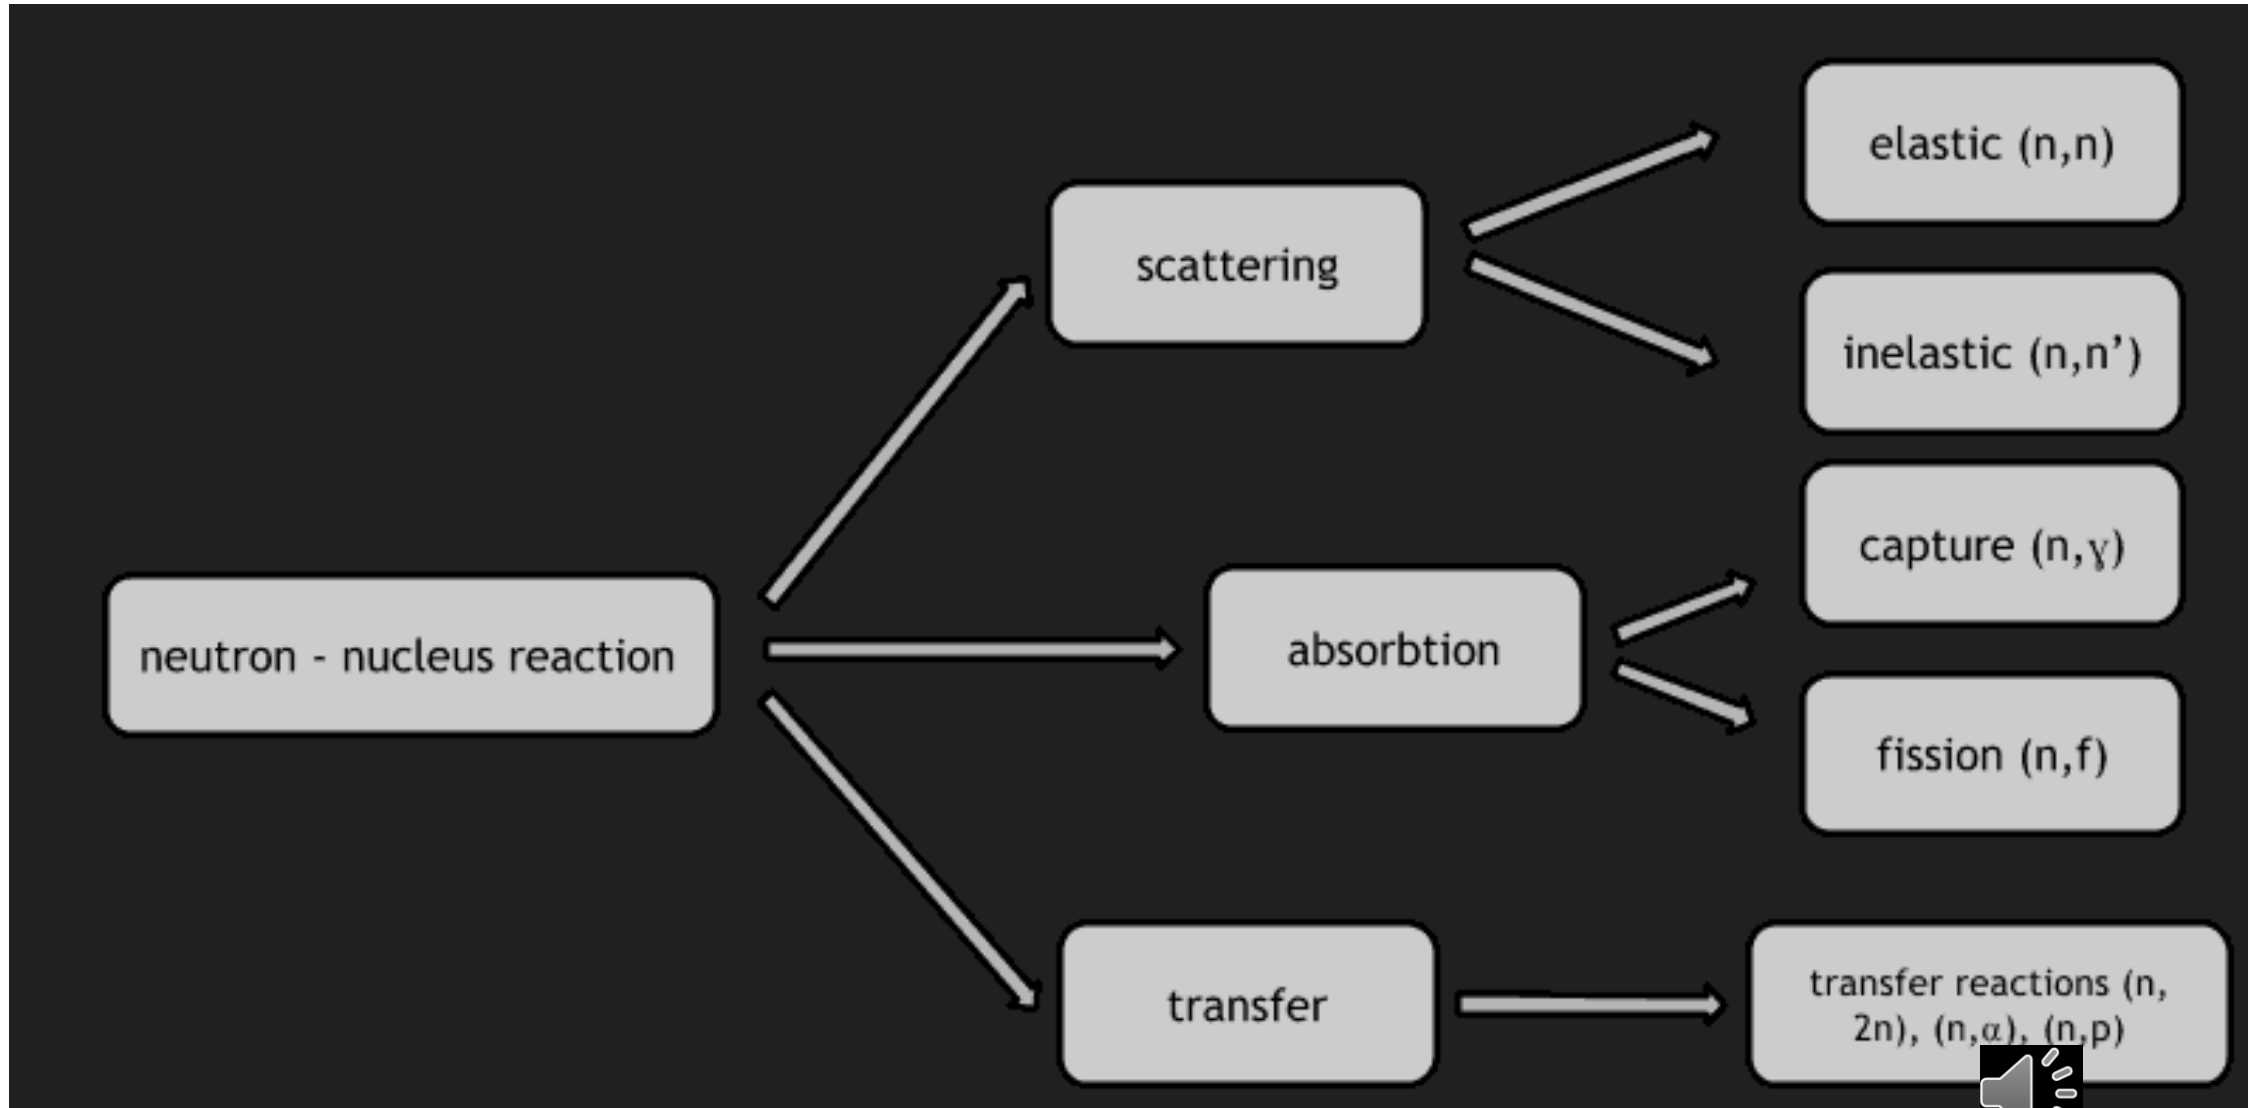 elastic (n,n)
scattering
inelastic (n,n’)
capture (n,γ)
neutron - nucleus reaction
absorbtion
fission (n,f)
transfer
transfer reactions (n,
2n), (n,α), (n,p)